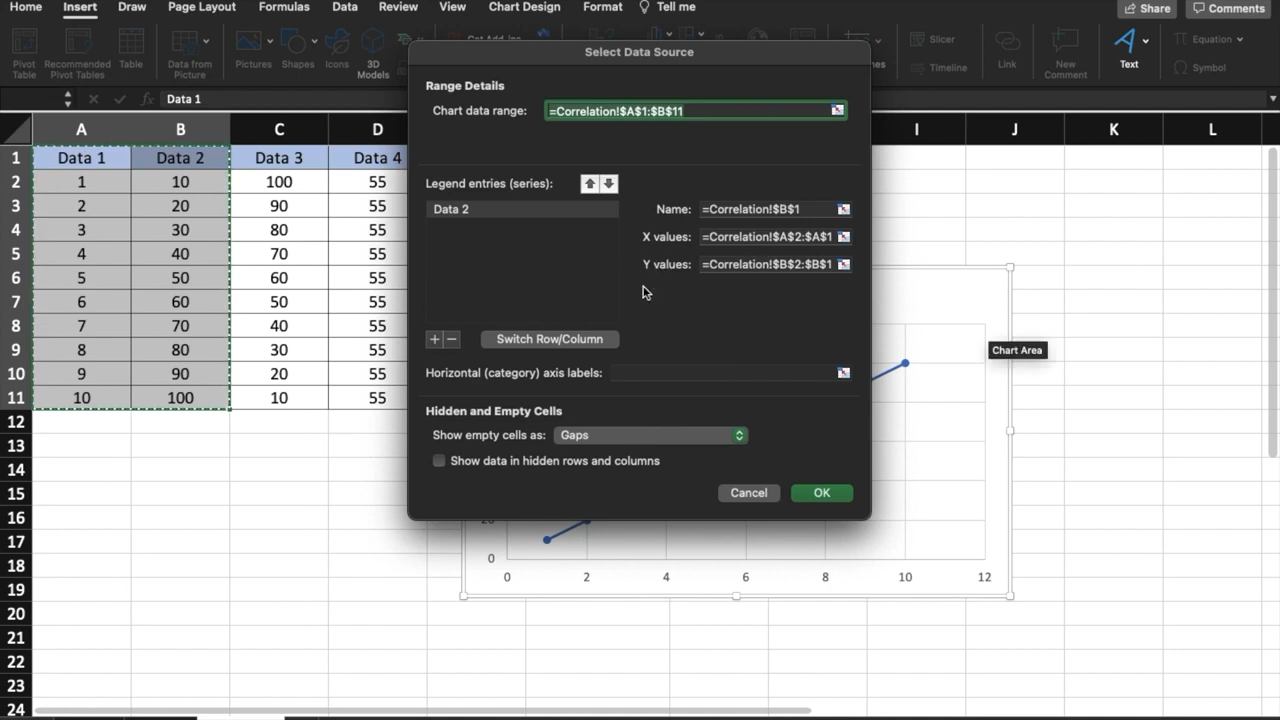 Home Insert Draw Page Layout Formulas Data Review View Chart Design Format Tell me Share Comments
Pivot Table
Recommended Pivot Tables
Table
Data from Picture
Pictures
Shapes
Icons
3D Models
Get Add-ins
Slicer
Timeline
Link
New Comment
Text
Equation
Symbol
fx Data 1
Select Data Source
Range Details
Chart data range: =Correlation!$A$1:$B$11
Legend entries (series):
Data 2
Name: =Correlation!$B$1
X values: =Correlation!$A$2:$A$1
Y values: =Correlation!$B$2:$B$1
Switch Row/Column
Horizontal (category) axis labels:
Hidden and Empty Cells
Show empty cells as: Gaps
Show data in hidden rows and columns
Cancel OK
A B C D I J K L
1 Data 1 Data 2 Data 3 Data 4
2 1 10 100 55
3 2 20 90 55
4 3 30 80 55
5 4 40 70 55
6 5 50 60 55
7 6 60 50 55
8 7 70 40 55
9 8 80 30 55
10 9 90 20 55
11 10 100 10 55
12
13
14
15
16
17
18
19
20
21
22
23
24
Chart Area
0
0 2 4 6 8 10 12